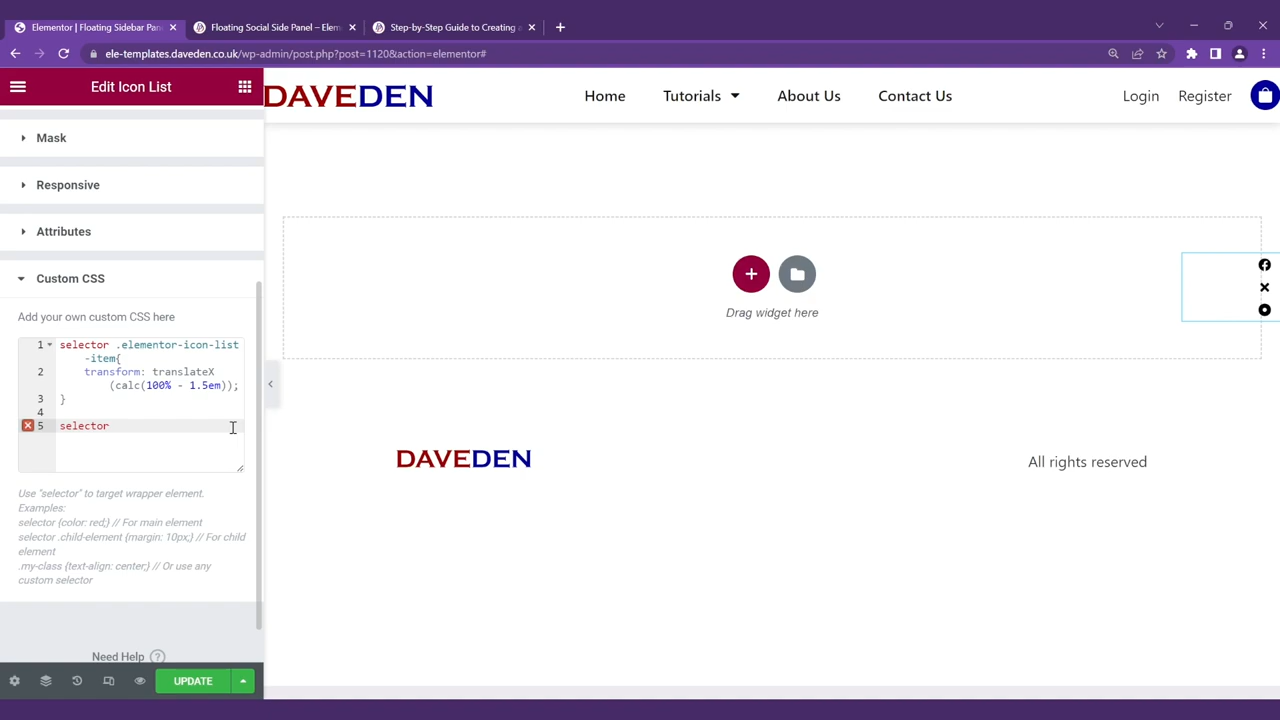 Elementor | Floating Sidebar Pan
Floating Social Side Panel – Elem
Step-by-Step Guide to Creating a
ele-templates.daveden.co.uk/wp-admin/post.php?post=1120&action=elementor#
Edit Icon List
DAVEDEN
Home
Tutorials
About Us
Contact Us
Login
Register
Mask
Responsive
Attributes
Custom CSS
Add your own custom CSS here
1 selector .elementor-icon-list
-item{
2 transform: translateX
(calc(100% - 1.5em));
3 }
4
5 selector
Use "selector" to target wrapper element.
Examples:
selector {color: red;} // For main element
selector .child-element {margin: 10px;} // For child
element
.my-class {text-align: center;} // Or use any
custom selector
Need Help ?
UPDATE
Drag widget here
DAVEDEN
All rights reserved